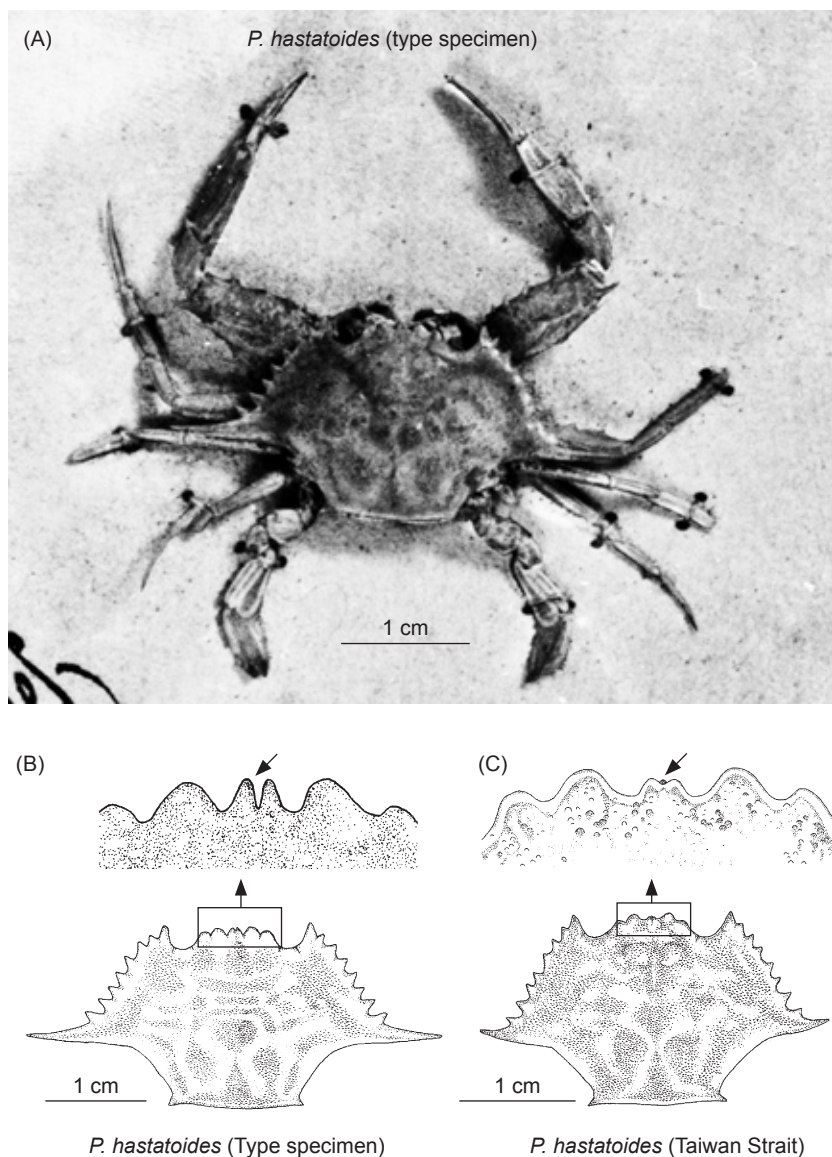 (A)
P. hastatoides (type specimen)
1 cm
(B)
(C)
1 cm
1 cm
P. hastatoides (Type specimen)
P. hastatoides (Taiwan Strait)